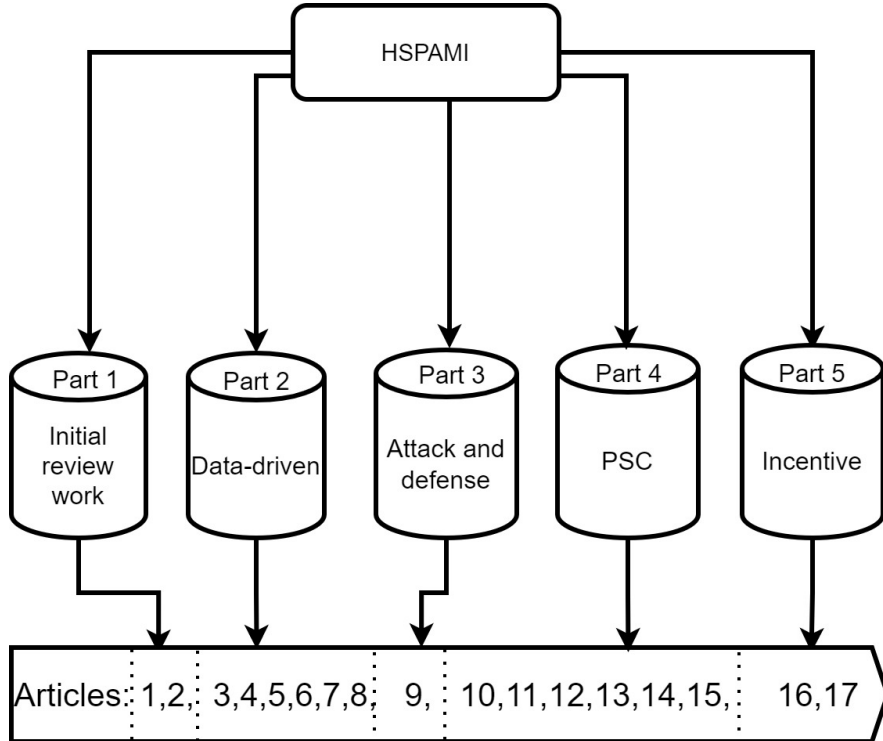 HSPAMI
Part 1
Part 2
Part 3
Part 4
Part 5
Initial
review
work
Data-driven
Attack and
defense
PSC
Incentive
Articles: 1,2, 3,4,5,6,7,8, 9, 10,11,12,13,14,15, 16,17